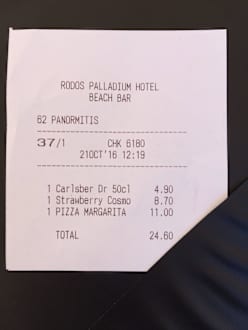 RODOS PALLADIUM HOTEL
BEACH BAR
62 PANORMITIS
37/1 CHK 6180
21OCT'16 12:19
1 Carlsber Dr 50cl 4.90
1 Strawberry Cosmo 8.70
1 PIZZA MARGARITA 11.00
TOTAL 24.60